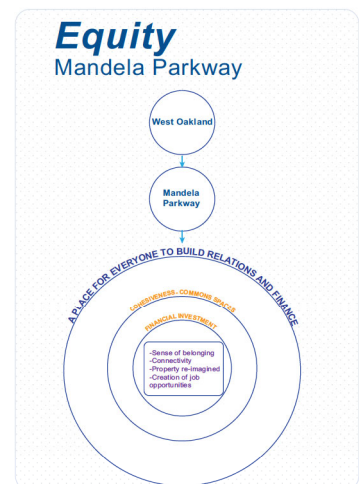 Equity
Mandela Parkway
West Oakland
Mandela
Parkway
A PLACE FOR EVERYONE TO BUILD RELATIONS AND FINANCE
COHESIVENESS- COMMONS SPACES
FINANCIAL INVESTMENT
-Sense of belonging
-Connectivity
-Property re-imagined
-Creation of job
opportunities